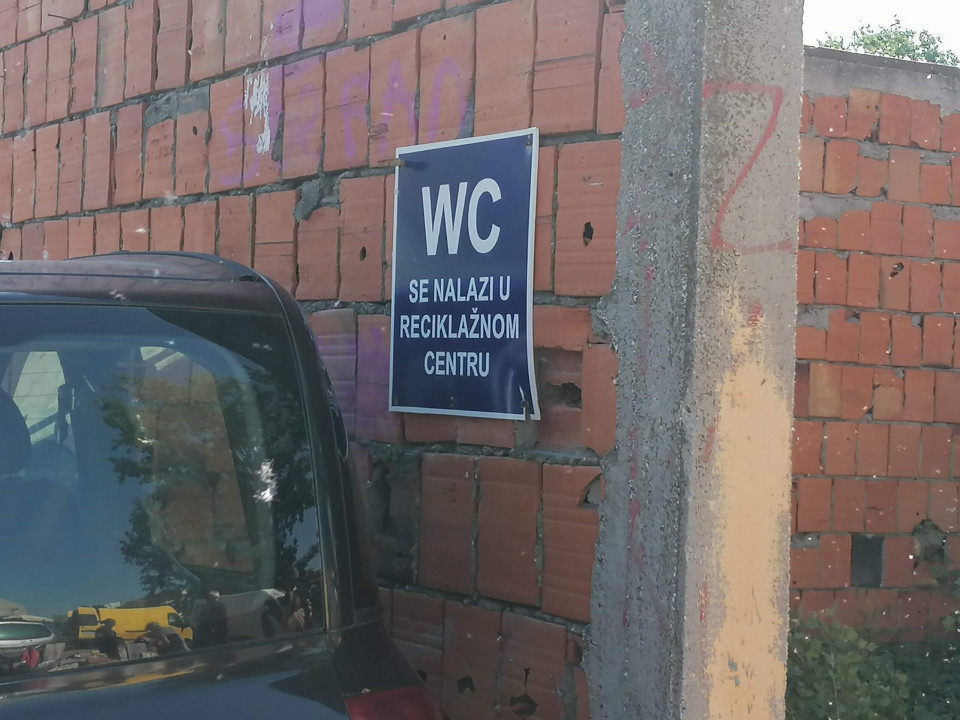 WC
SE NALAZI U
RECIKLAŽNOM
CENTRU